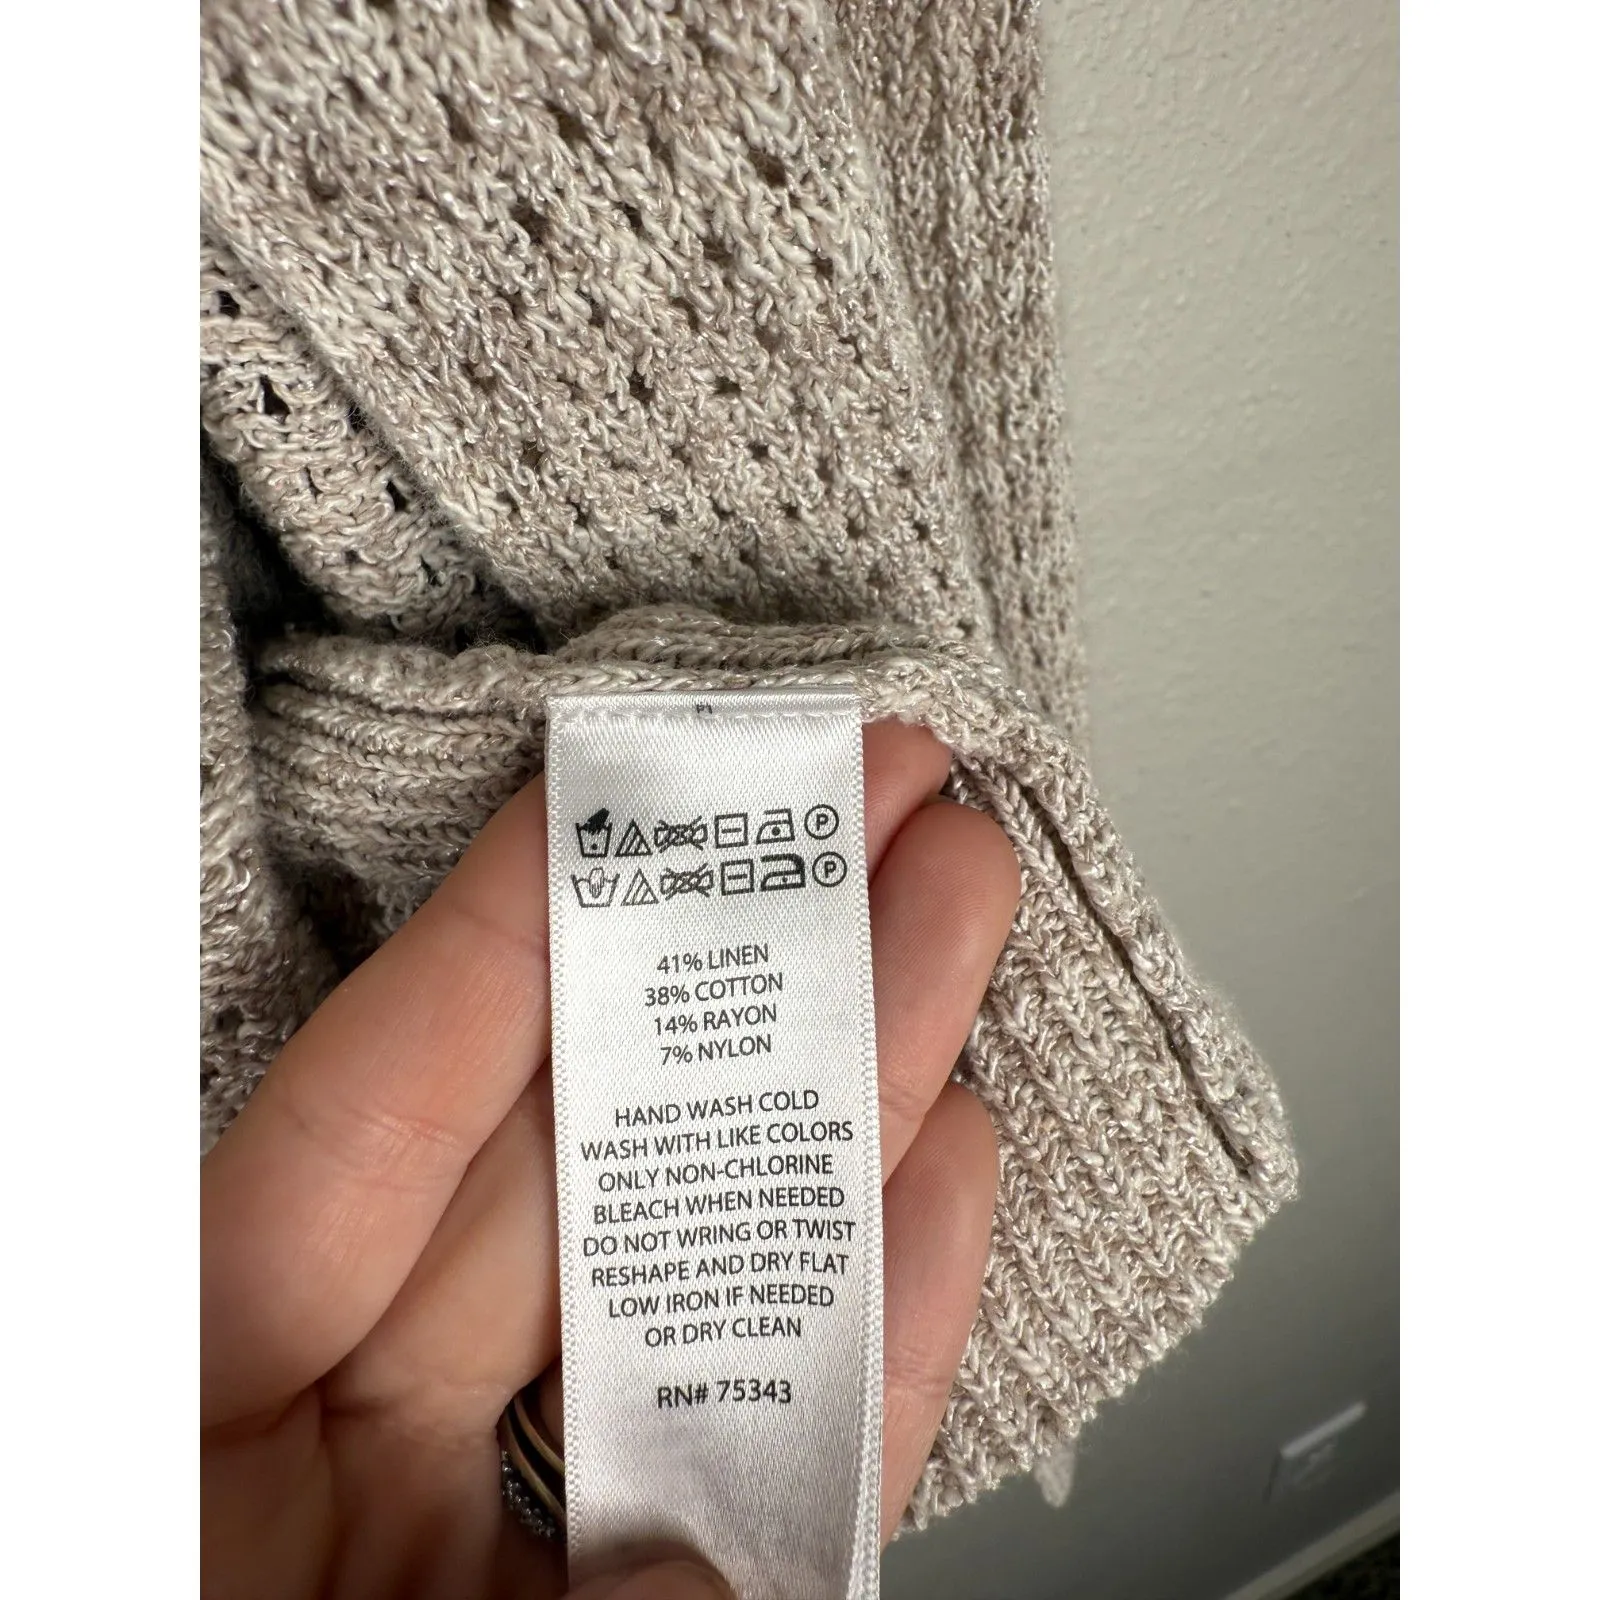 P1
P
P
41% LINEN
38% COTTON
14% RAYON
7% NYLON
HAND WASH COLD
WASH WITH LIKE COLORS
ONLY NON-CHLORINE
BLEACH WHEN NEEDED
DO NOT WRING OR TWIST
RESHAPE AND DRY FLAT
LOW IRON IF NEEDED
OR DRY CLEAN
RN# 75343